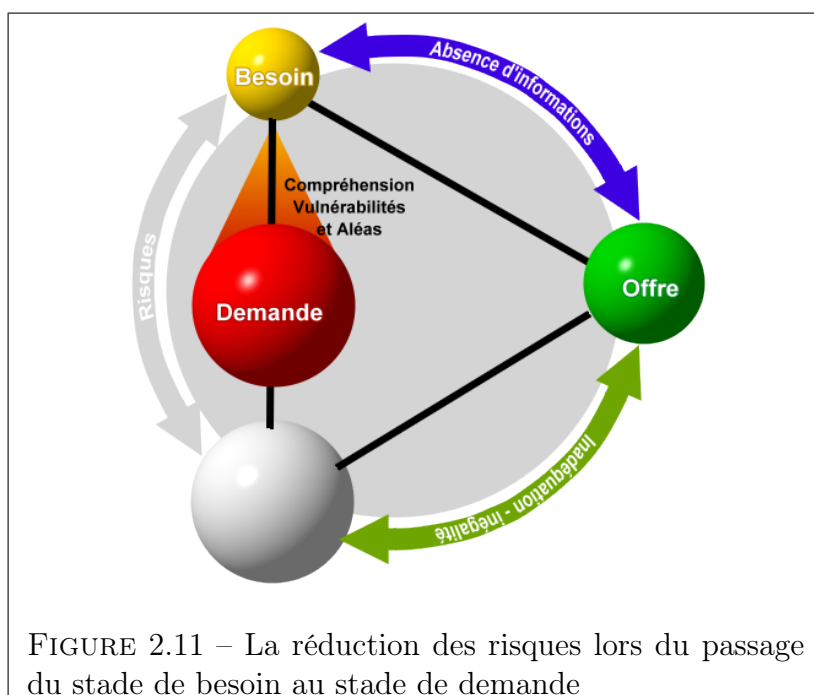 Besoin
Absence d'informations
Compréhension
Vulnérabilités
et Aléas
Risques
Demande
Offre
Inadéquation - inégalité
FIGURE 2.11 – La réduction des risques lors du passage
du stade de besoin au stade de demande